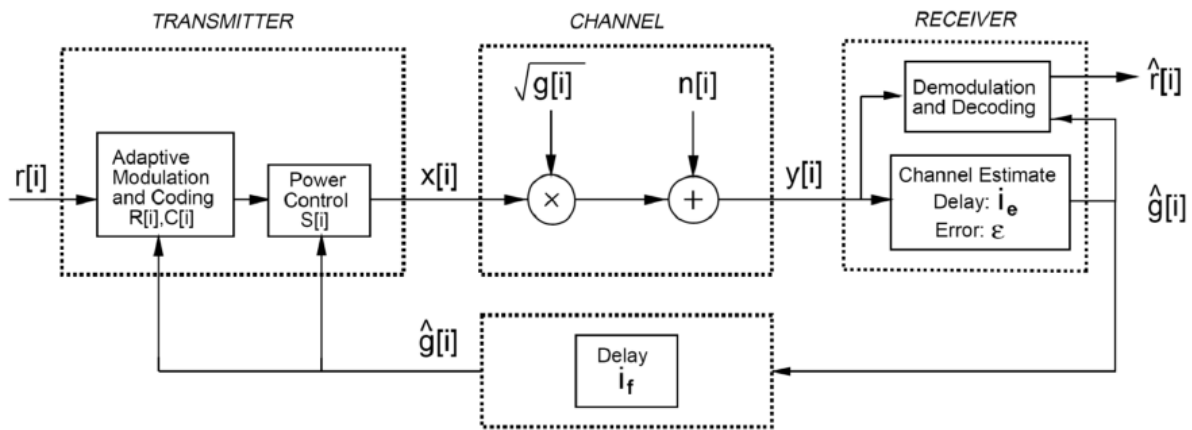 TRANSMITTER
CHANNEL
RECEIVER
√g[i]
n[i]
r̂[i]
Demodulation
and Decoding
r[i]
Adaptive
Modulation
and Coding
R[i],C[i]
Power
Control
S[i]
x[i]
×
+
y[i]
Channel Estimate
Delay: iₑ
Error: ε
ĝ[i]
ĝ[i]
Delay
i_f